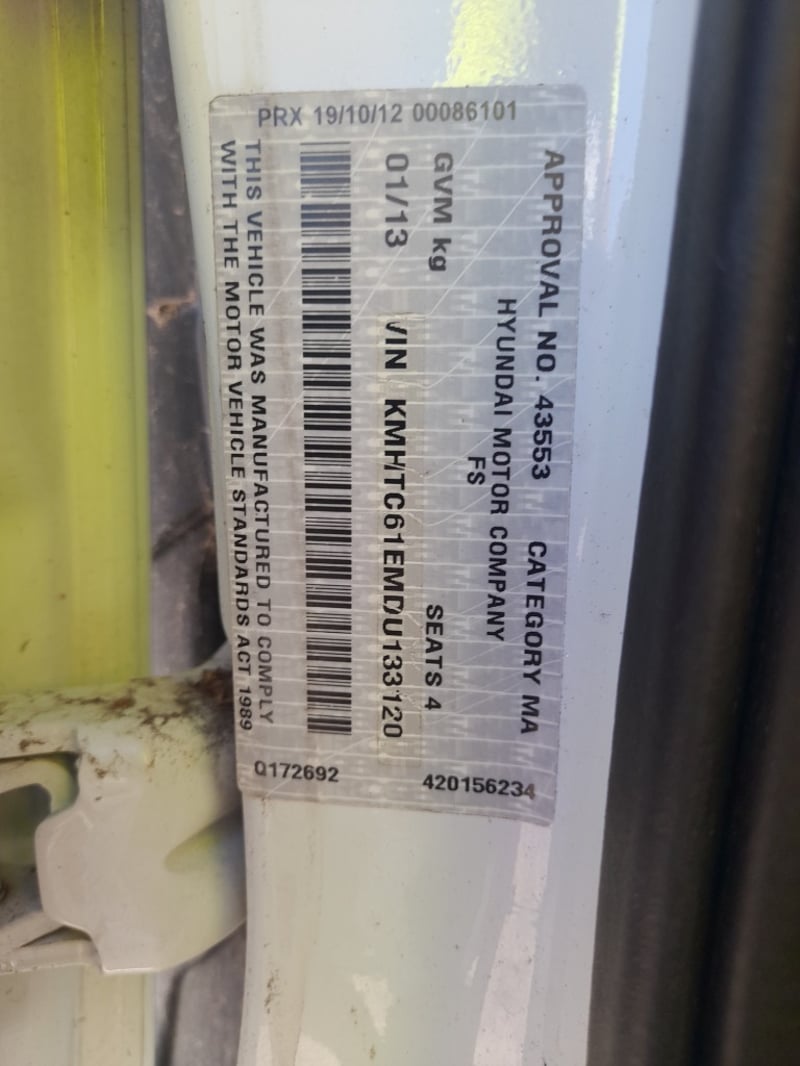 PRX 19/10/12 00086101
APPROVAL NO. 43553 CATEGORY MA
HYUNDAI MOTOR COMPANY
FS
GVM kg SEATS 4
01/13 VIN KMHTC61EMDU133120
THIS VEHICLE WAS MANUFACTURED TO COMPLY
WITH THE MOTOR VEHICLE STANDARDS ACT 1989
420156234
Q172692